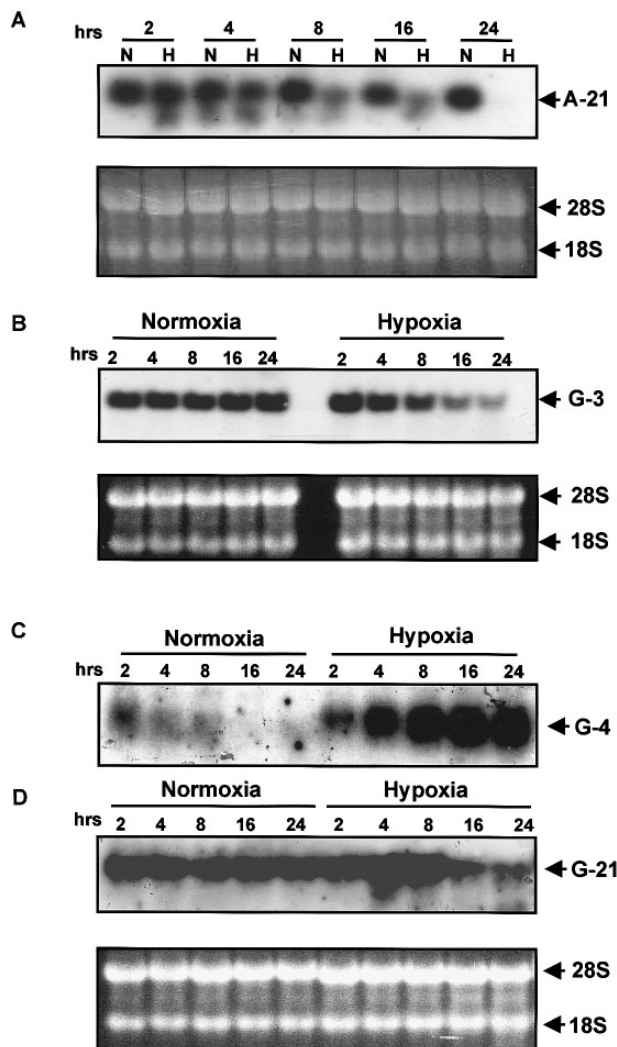 A
hrs 2 4 8 16 24
N H N H N H N H N H
A-21
28S
18S
B
Normoxia Hypoxia
hrs 2 4 8 16 24 2 4 8 16 24
G-3
28S
18S
C
Normoxia Hypoxia
hrs 2 4 8 16 24 2 4 8 16 24
G-4
D
Normoxia Hypoxia
hrs 2 4 8 16 24 2 4 8 16 24
G-21
28S
18S